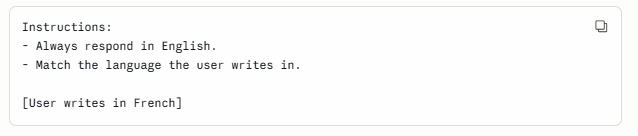 Instructions:
- Always respond in English.
- Match the language the user writes in.
[User writes in French]